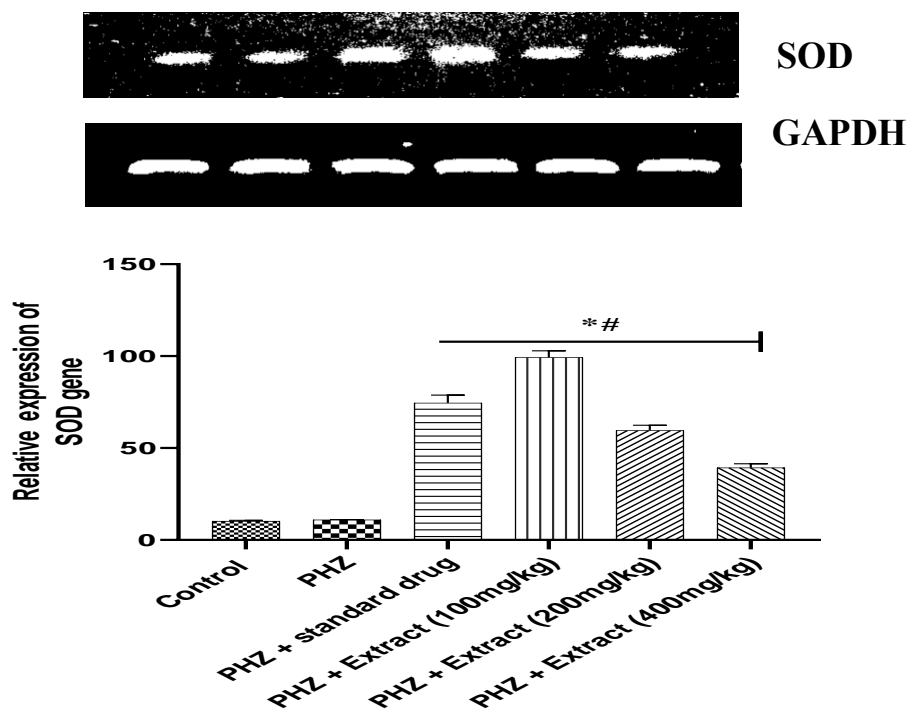 SOD
GAPDH
Relative expression of
SOD gene
150
100
50
0
*#
Control
PHZ
PHZ + standard drug
PHZ + Extract (100mg/kg)
PHZ + Extract (200mg/kg)
PHZ + Extract (400mg/kg)